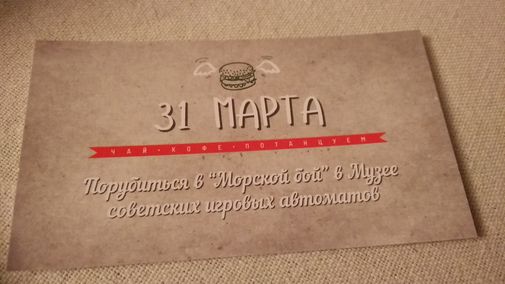 31 МАРТА
ЧАЙ • КОФЕ • ПОТАНЦУЕМ
Порубиться в "Морской бой" в Музее
советских игровых автоматов